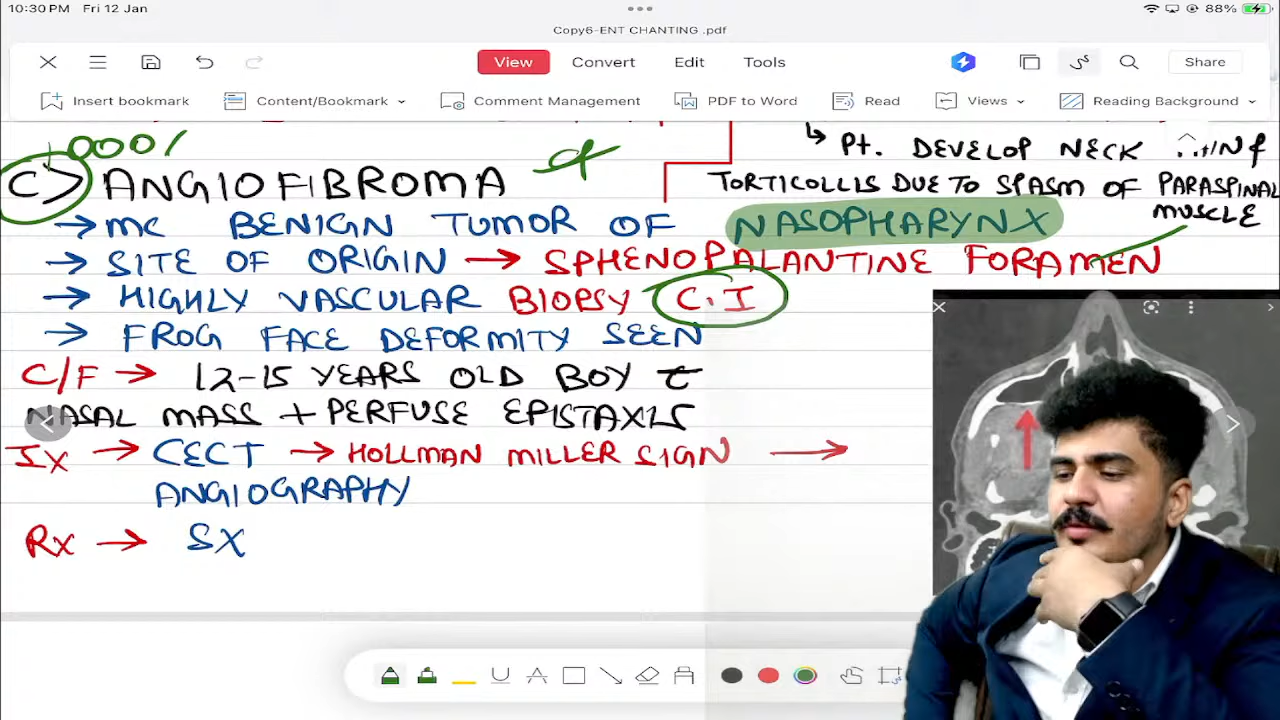 10:30 PM Fri 12 Jan
88%
Copy6-ENT CHANTING .pdf
View Convert Edit Tools Share
Insert bookmark Content/Bookmark Comment Management PDF to Word Read Views Reading Background
1000%
↳ Pt. DEVELOP NECK
C> ANGIOFIBROMA ♂
TORTICOLLIS DUE TO SPASM OF PARASPINAL
MUSCLE
→ MC BENIGN TUMOR OF NASOPHARYNX
→ SITE OF ORIGIN → SPHENOPALANTINE FORAMEN
→ HIGHLY VASCULAR BIOPSY C.I
→ FROG FACE DEFORMITY SEEN
C/F → 12-15 YEARS OLD BOY c̄
NASAL MASS + PERFUSE EPISTAXIS
IX → CECT → HOLLMAN MILLER SIGN →
ANGIOGRAPHY
RX → SX